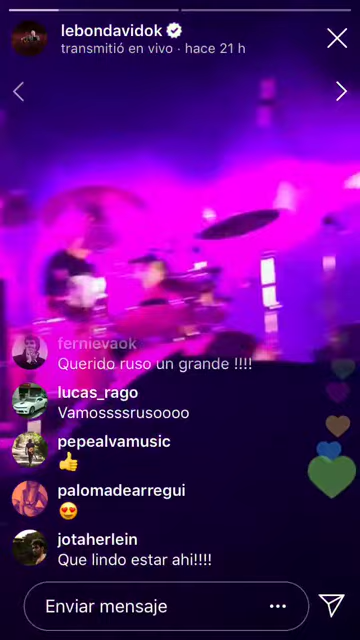 lebondavidok
transmitió en vivo · hace 21 h
fernievaok
Querido ruso un grande !!!!
lucas_rago
Vamossssrusoooo
pepealvamusic
👍
palomadearregui
😍
jotaherlein
Que lindo estar ahi!!!!
Enviar mensaje